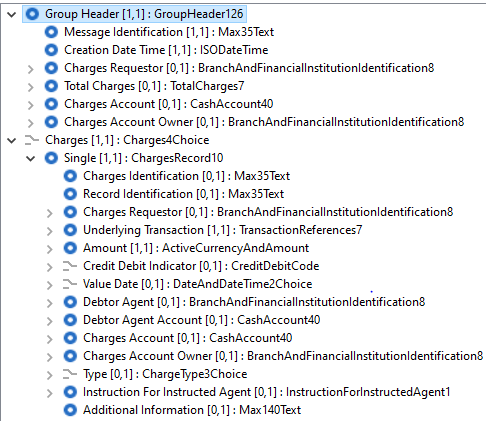 Group Header [1,1] : GroupHeader126
Message Identification [1,1] : Max35Text
Creation Date Time [1,1] : ISODateTime
Charges Requestor [0,1] : BranchAndFinancialInstitutionIdentification8
Total Charges [0,1] : TotalCharges7
Charges Account [0,1] : CashAccount40
Charges Account Owner [0,1] : BranchAndFinancialInstitutionIdentification8
Charges [1,1] : Charges4Choice
Single [1,1] : ChargesRecord10
Charges Identification [0,1] : Max35Text
Record Identification [0,1] : Max35Text
Charges Requestor [0,1] : BranchAndFinancialInstitutionIdentification8
Underlying Transaction [1,1] : TransactionReferences7
Amount [1,1] : ActiveCurrencyAndAmount
Credit Debit Indicator [0,1] : CreditDebitCode
Value Date [0,1] : DateAndDateTime2Choice
Debtor Agent [0,1] : BranchAndFinancialInstitutionIdentification8
Debtor Agent Account [0,1] : CashAccount40
Charges Account [0,1] : CashAccount40
Charges Account Owner [0,1] : BranchAndFinancialInstitutionIdentification8
Type [0,1] : ChargeType3Choice
Instruction For Instructed Agent [0,1] : InstructionForInstructedAgent1
Additional Information [0,1] : Max140Text